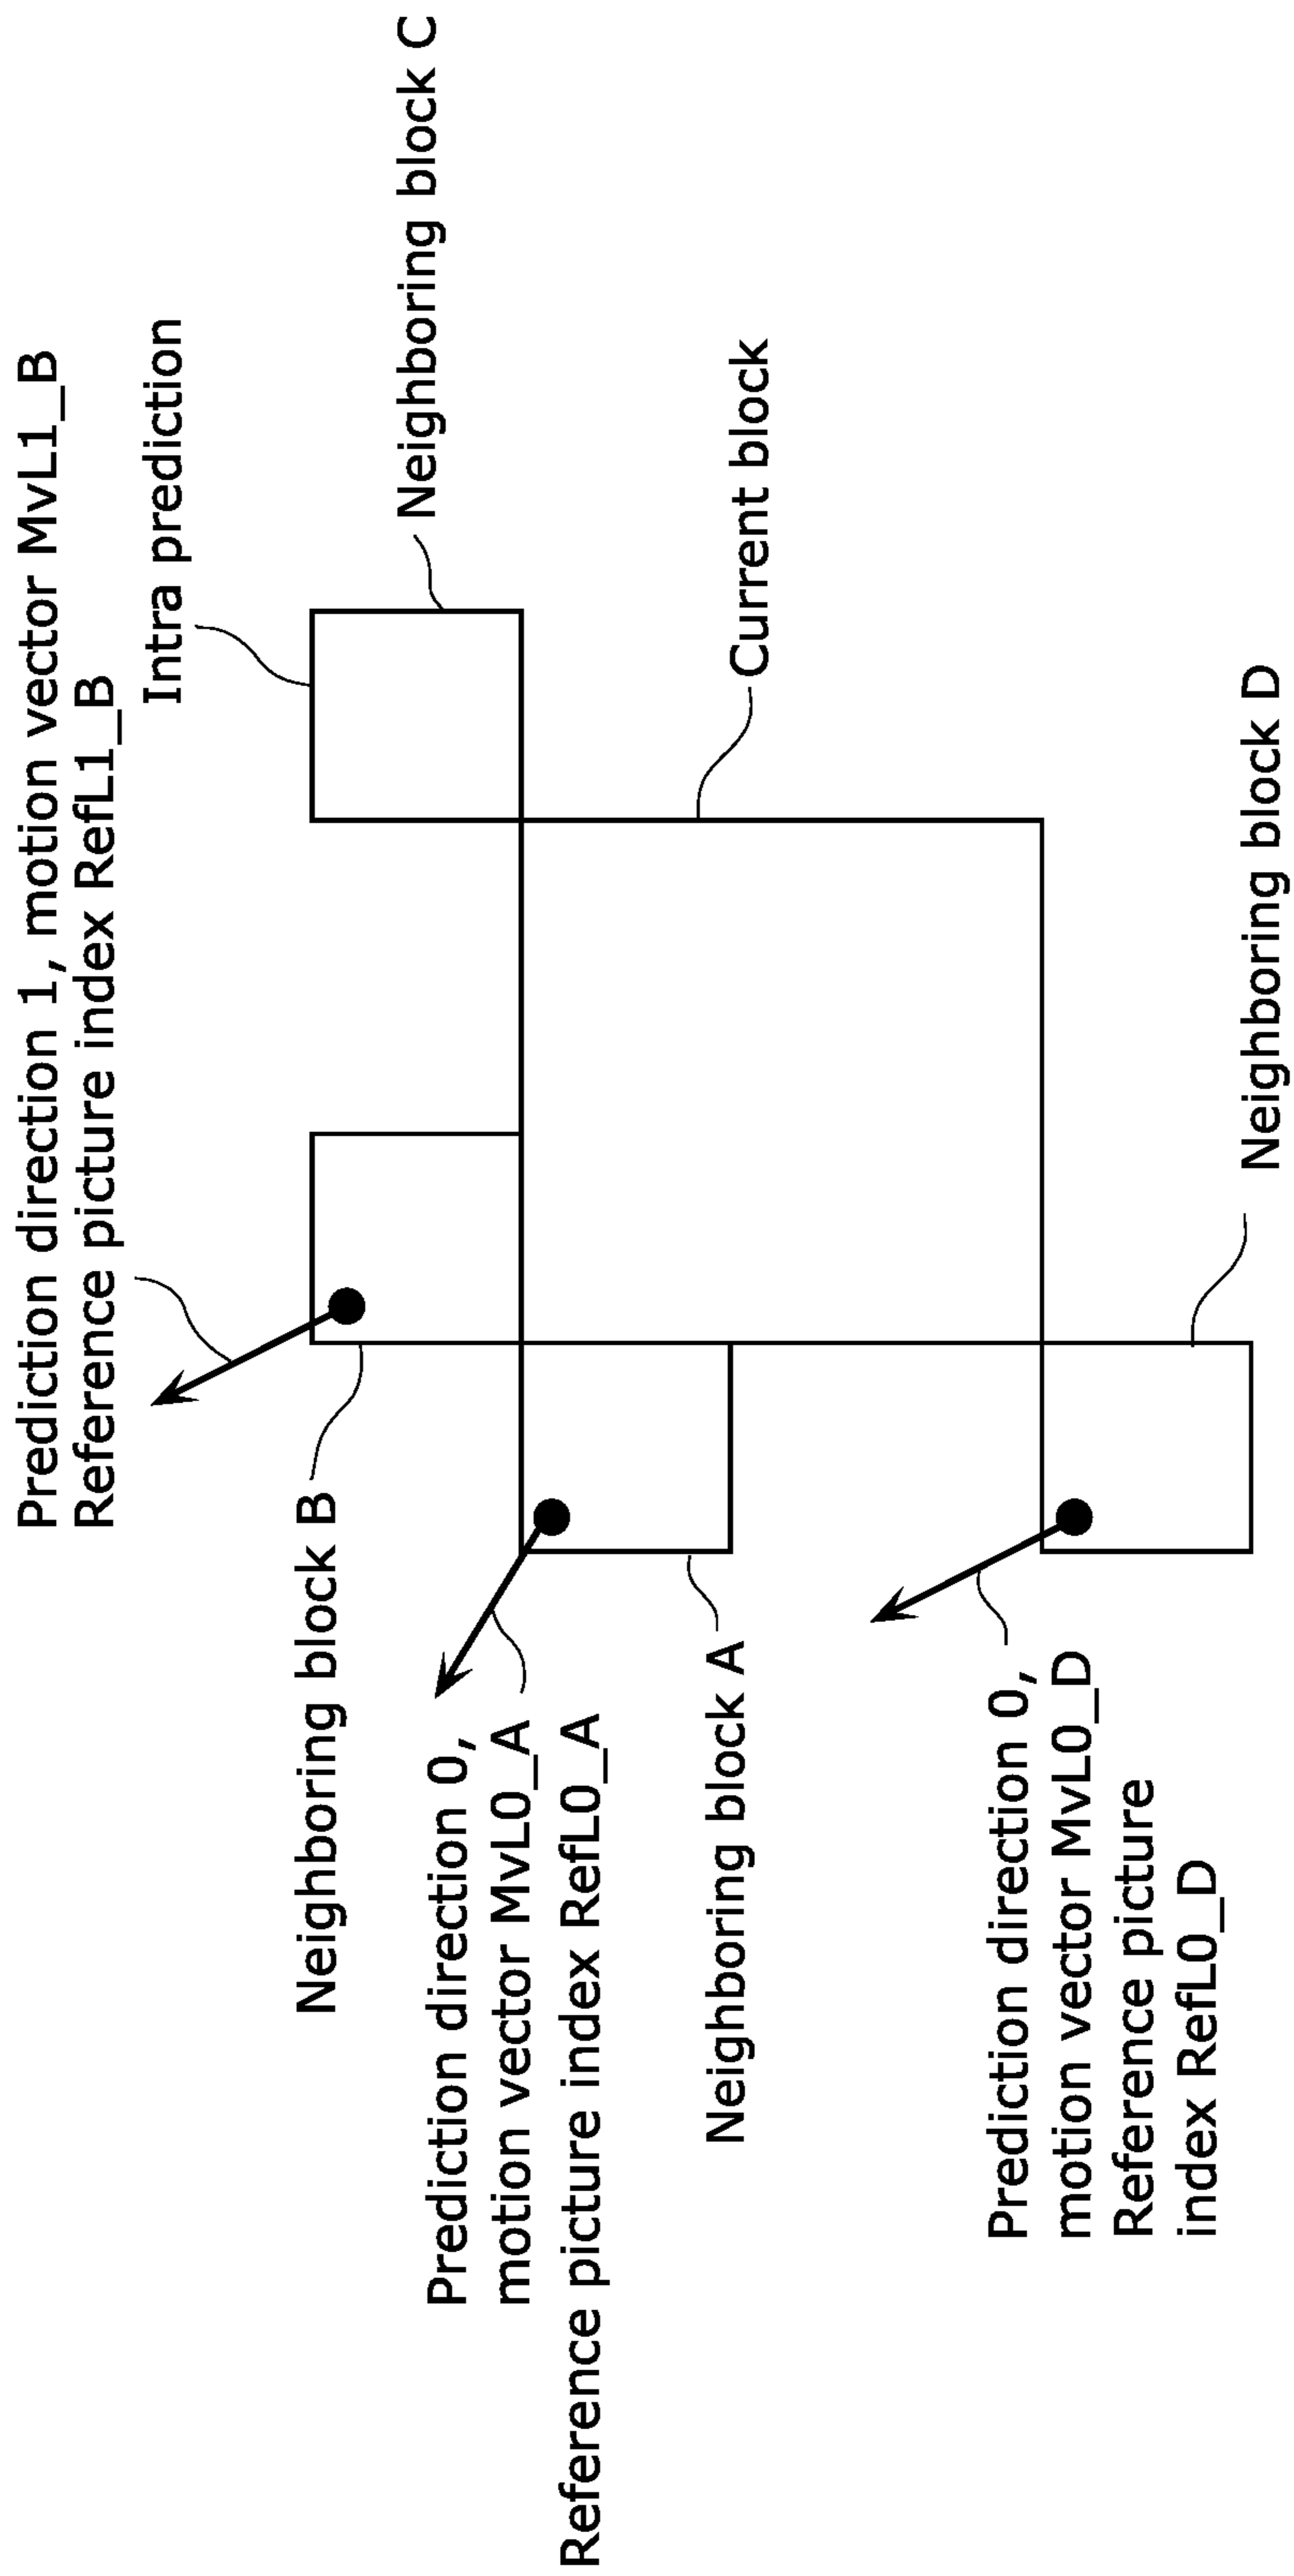 Prediction direction 1, motion vector MvL1_B
Reference picture index RefL1_B
Intra prediction
Neighboring block B
Neighboring block C
Prediction direction 0,
motion vector MvL0_A
Reference picture index RefL0_A
Neighboring block A
Current block
Prediction direction 0,
motion vector MvL0_D
Reference picture
index RefL0_D
Neighboring block D